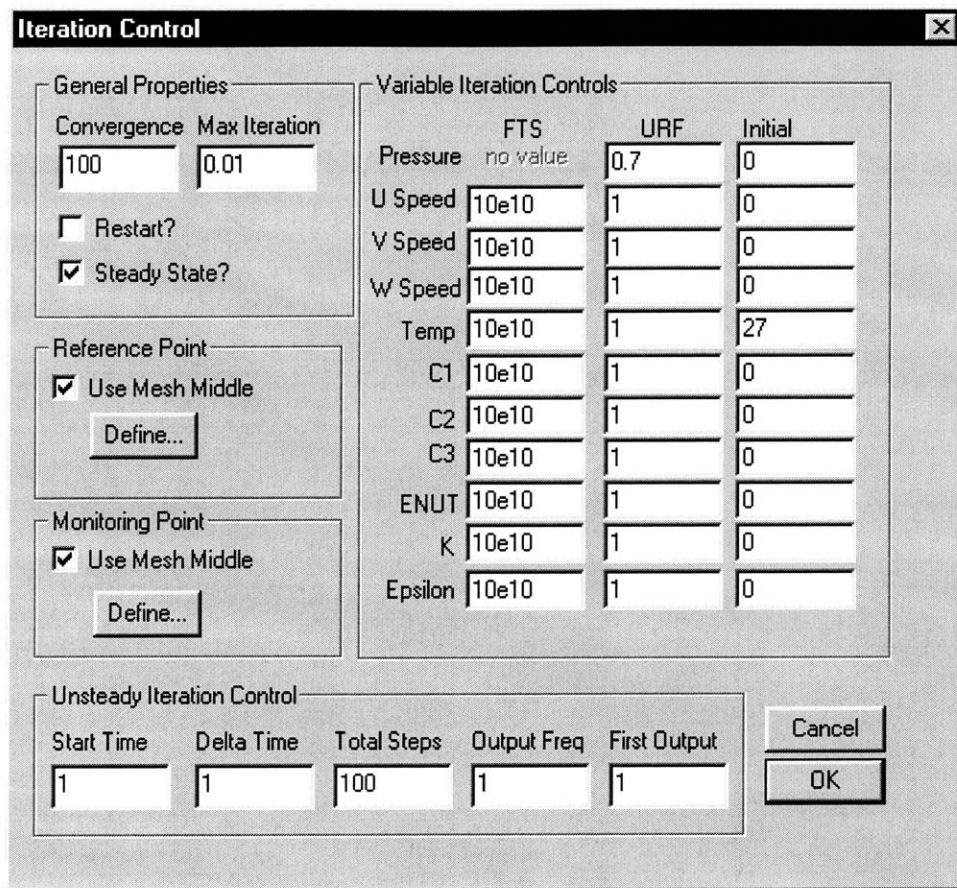 Iteration Control
General Properties
Convergence Max Iteration
100 0.01
Restart?
Steady State?
Reference Point
Use Mesh Middle
Define...
Monitoring Point
Use Mesh Middle
Define...
Variable Iteration Controls
FTS URF Initial
Pressure no value 0.7 0
U Speed 10e10 1 0
V Speed 10e10 1 0
W Speed 10e10 1 0
Temp 10e10 1 27
C1 10e10 1 0
C2 10e10 1 0
C3 10e10 1 0
ENUT 10e10 1 0
K 10e10 1 0
Epsilon 10e10 1 0
Unsteady Iteration Control
Start Time Delta Time Total Steps Output Freq First Output
1 1 100 1 1
Cancel
OK